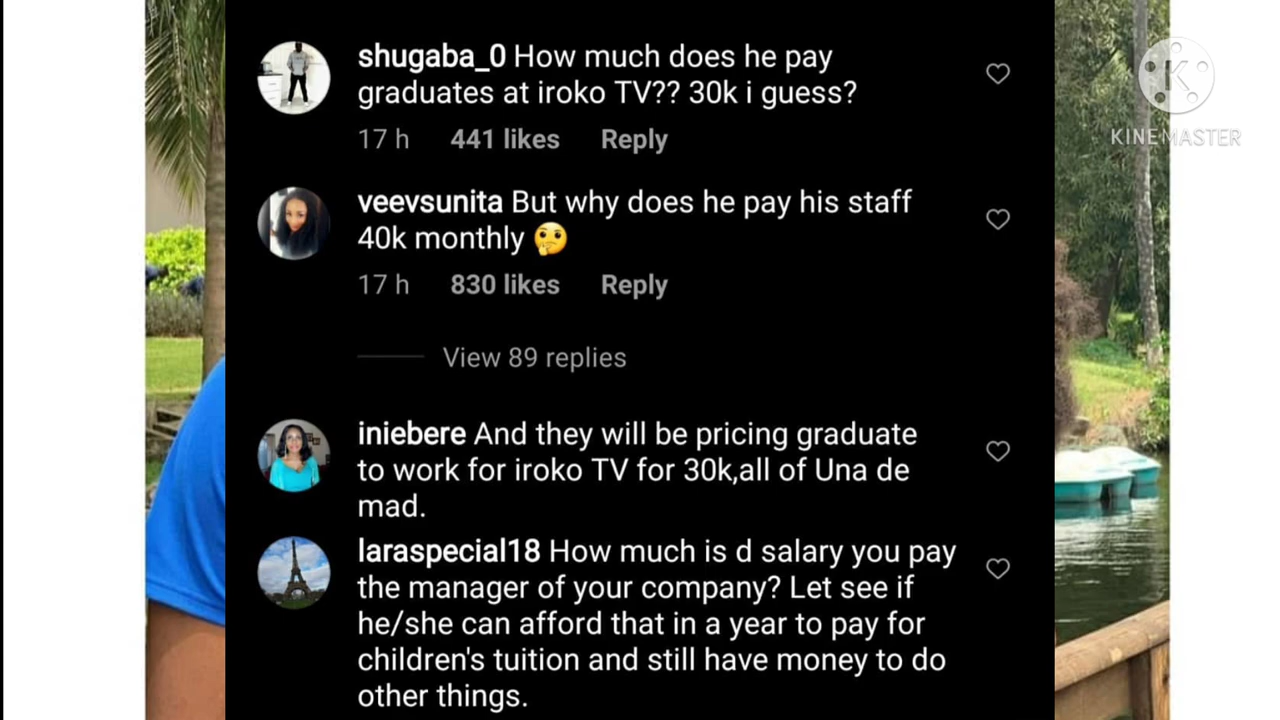 shugaba_0 How much does he pay
graduates at iroko TV?? 30k i guess?
17 h 441 likes Reply
veevsunita But why does he pay his staff
40k monthly 🤔
17 h 830 likes Reply
View 89 replies
iniebere And they will be pricing graduate
to work for iroko TV for 30k,all of Una de
mad.
laraspecial18 How much is d salary you pay
the manager of your company? Let see if
he/she can afford that in a year to pay for
children's tuition and still have money to do
other things.
K
KINEMASTER